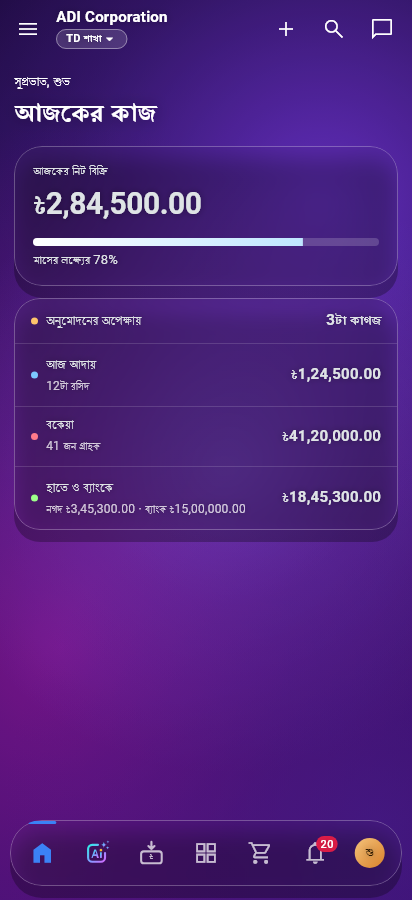 ADI Corporation
TD শাখা
সুপ্রভাত, শুভ
আজকের কাজ
আজকের নিট বিক্রি
৳2,84,500.00
মাসের লক্ষ্যের 78%
অনুমোদনের অপেক্ষায়
3টা কাগজ
আজ আদায়
12টা রসিদ
৳1,24,500.00
বকেয়া
41 জন গ্রাহক
৳41,20,000.00
হাতে ও ব্যাংকে
নগদ ৳3,45,300.00 · ব্যাংক ৳15,00,000.00
৳18,45,300.00
Ai
৳
20
শু